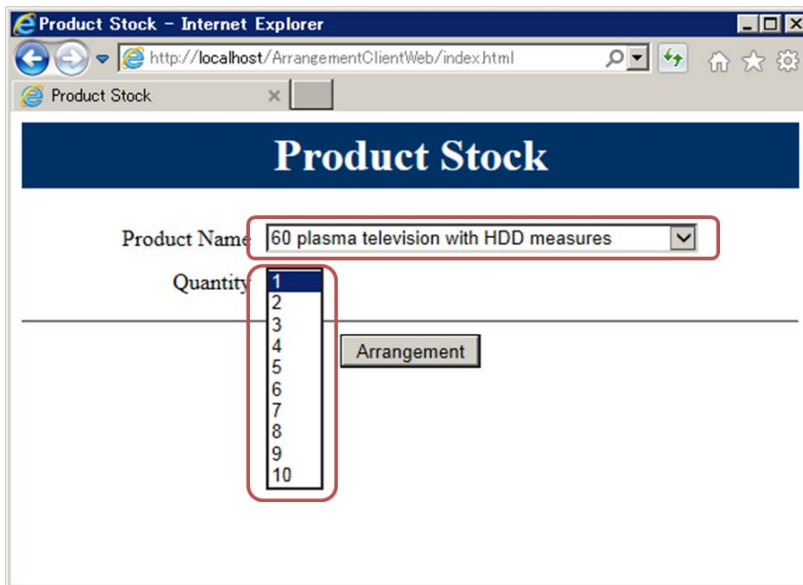 Product Stock - Internet Explorer
http://localhost/ArrangementClientWeb/index.html
Product Stock
Product Stock
Product Name 60 plasma television with HDD measures
Quantity 1
2
3
4
5
6
7
8
9
10
Arrangement